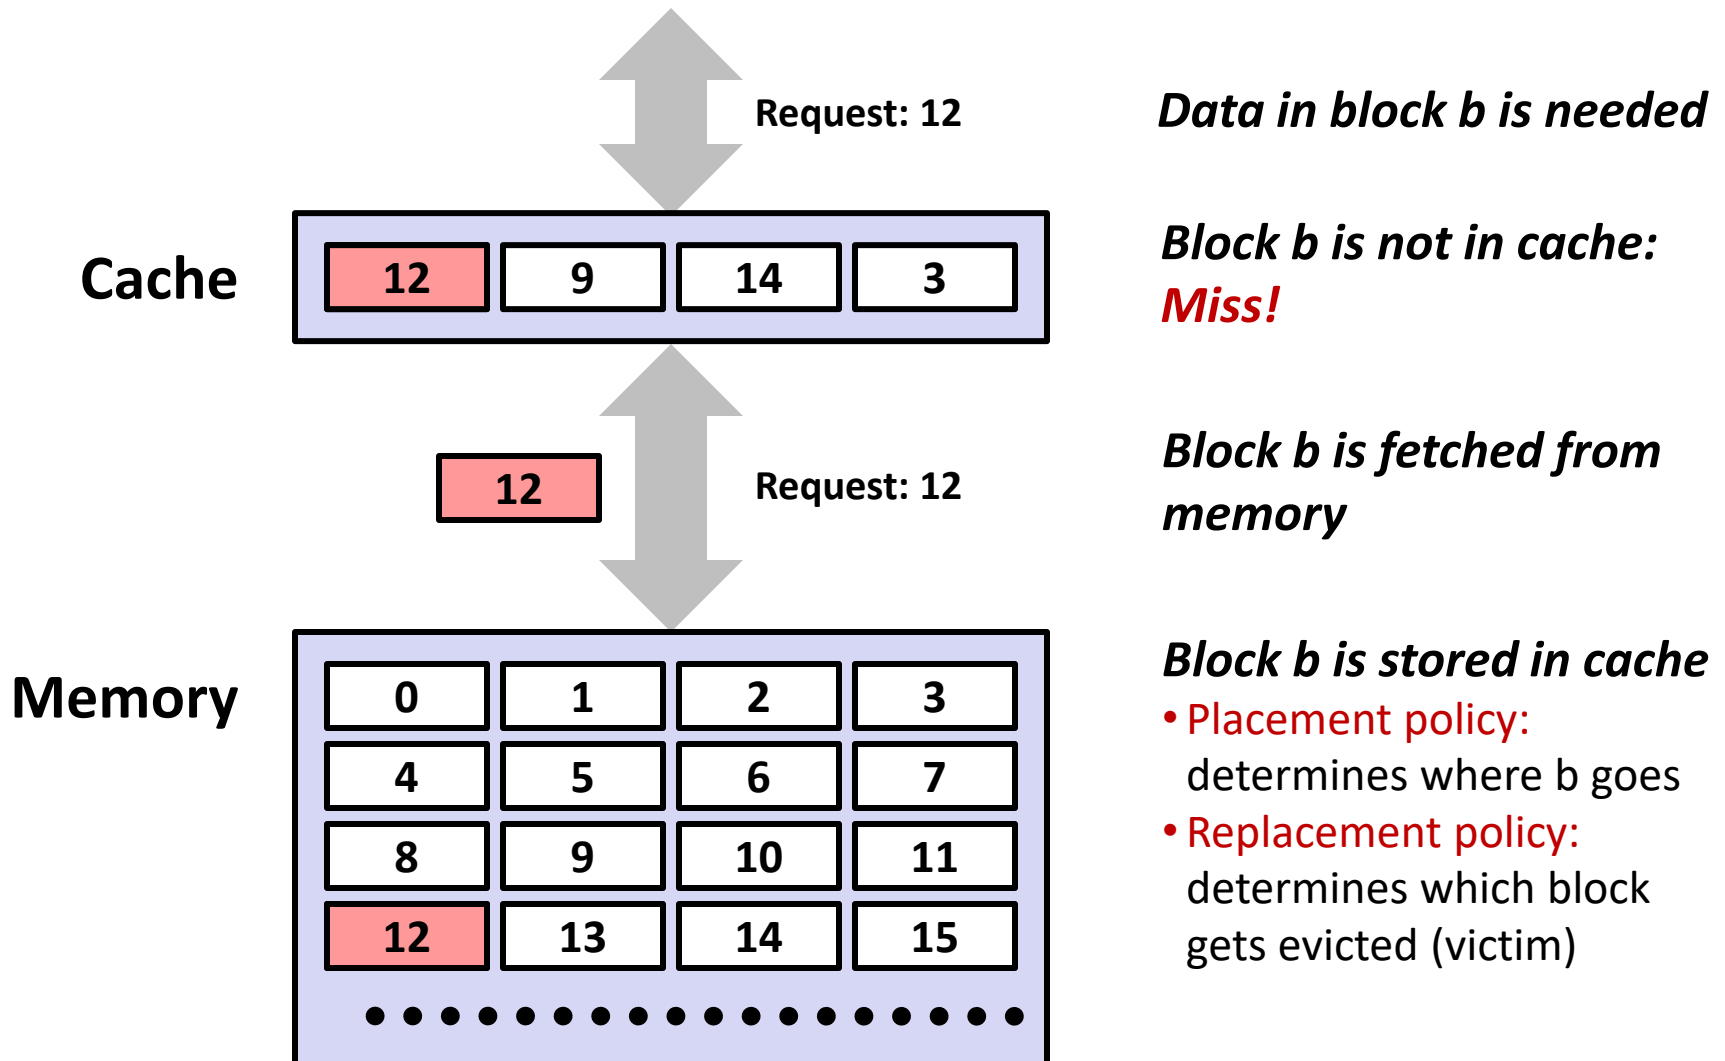 Request: 12
Data in block b is needed
Cache
12 9 14 3
Block b is not in cache:
Miss!
12
Request: 12
Block b is fetched from
memory
Memory
0 1 2 3
4 5 6 7
8 9 10 11
12 13 14 15
Block b is stored in cache
• Placement policy:
determines where b goes
• Replacement policy:
determines which block
gets evicted (victim)